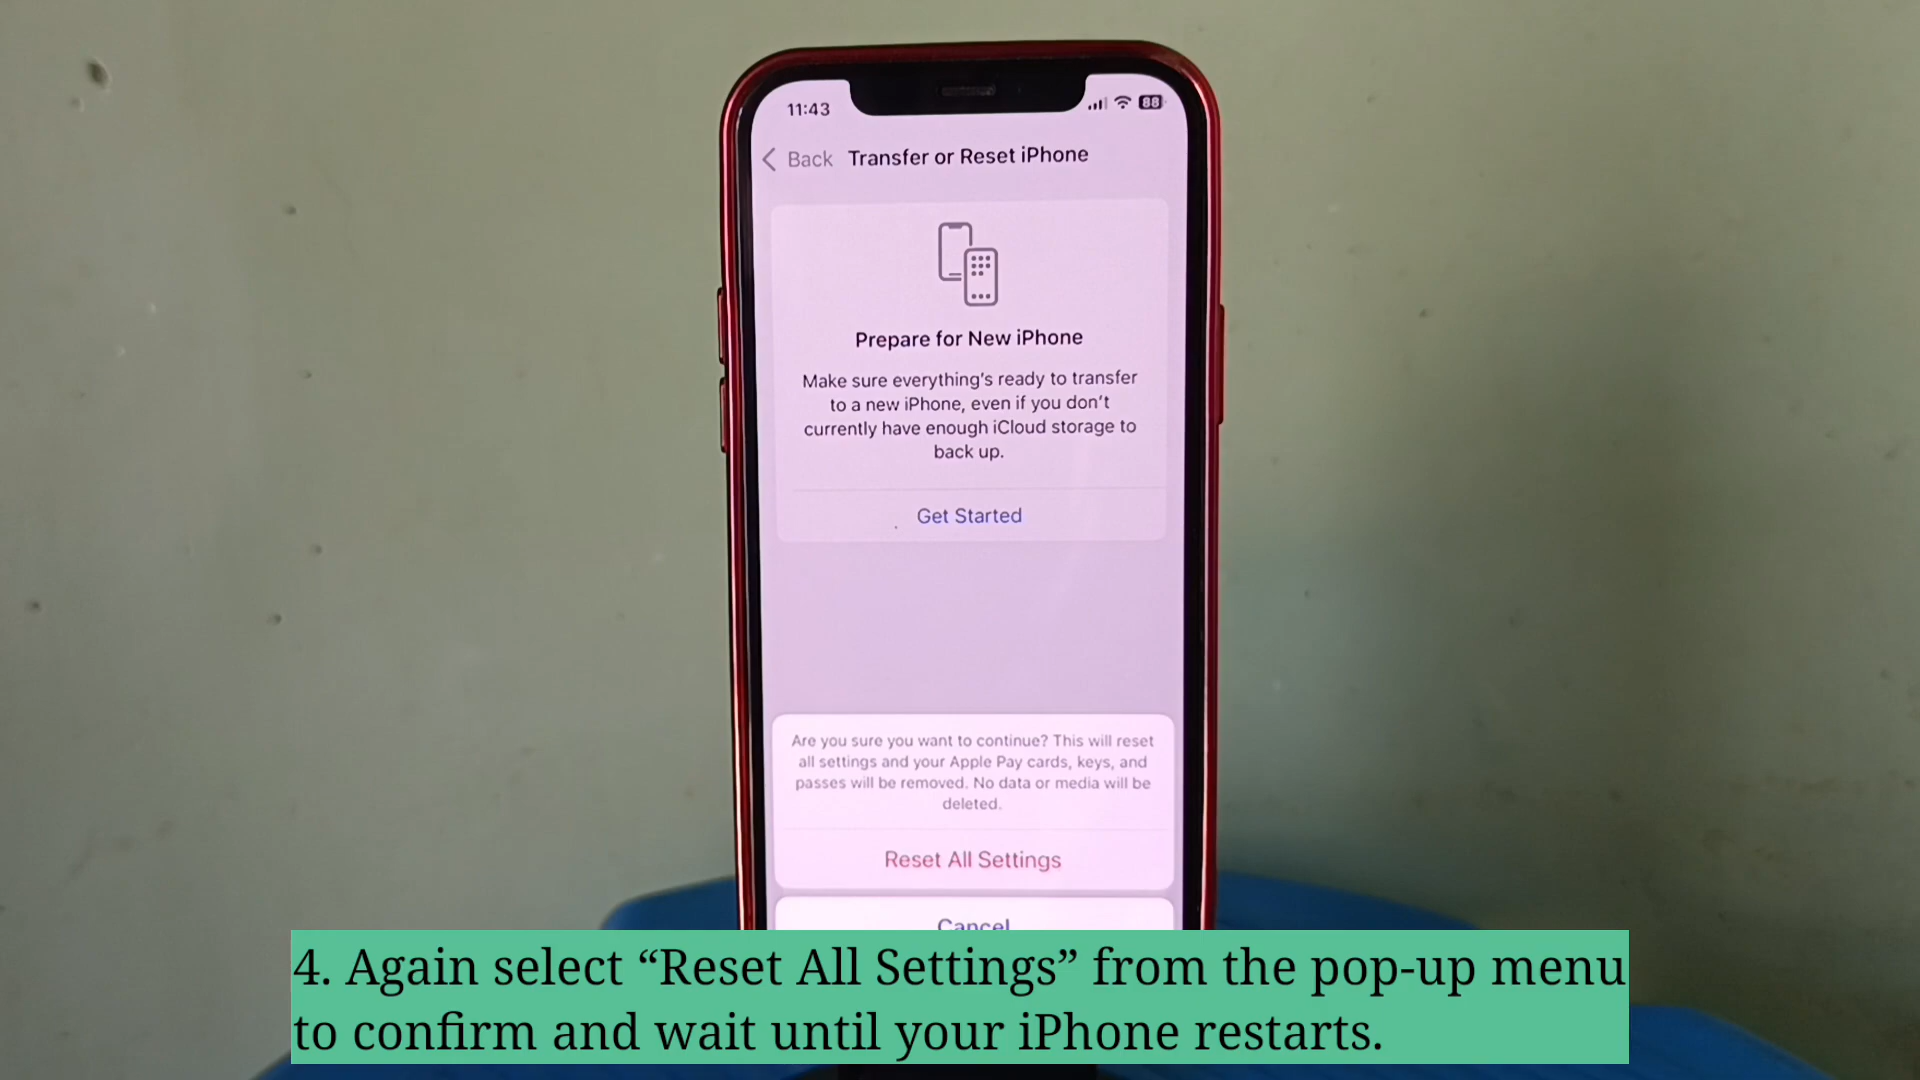 11:43
88
Back Transfer or Reset iPhone
Prepare for New iPhone
Make sure everything's ready to transfer
to a new iPhone, even if you don't
currently have enough iCloud storage to
back up.
Get Started
Are you sure you want to continue? This will reset
all settings and your Apple Pay cards, keys, and
passes will be removed. No data or media will be
deleted.
Reset All Settings
Cancel
4. Again select “Reset All Settings” from the pop-up menu
to confirm and wait until your iPhone restarts.